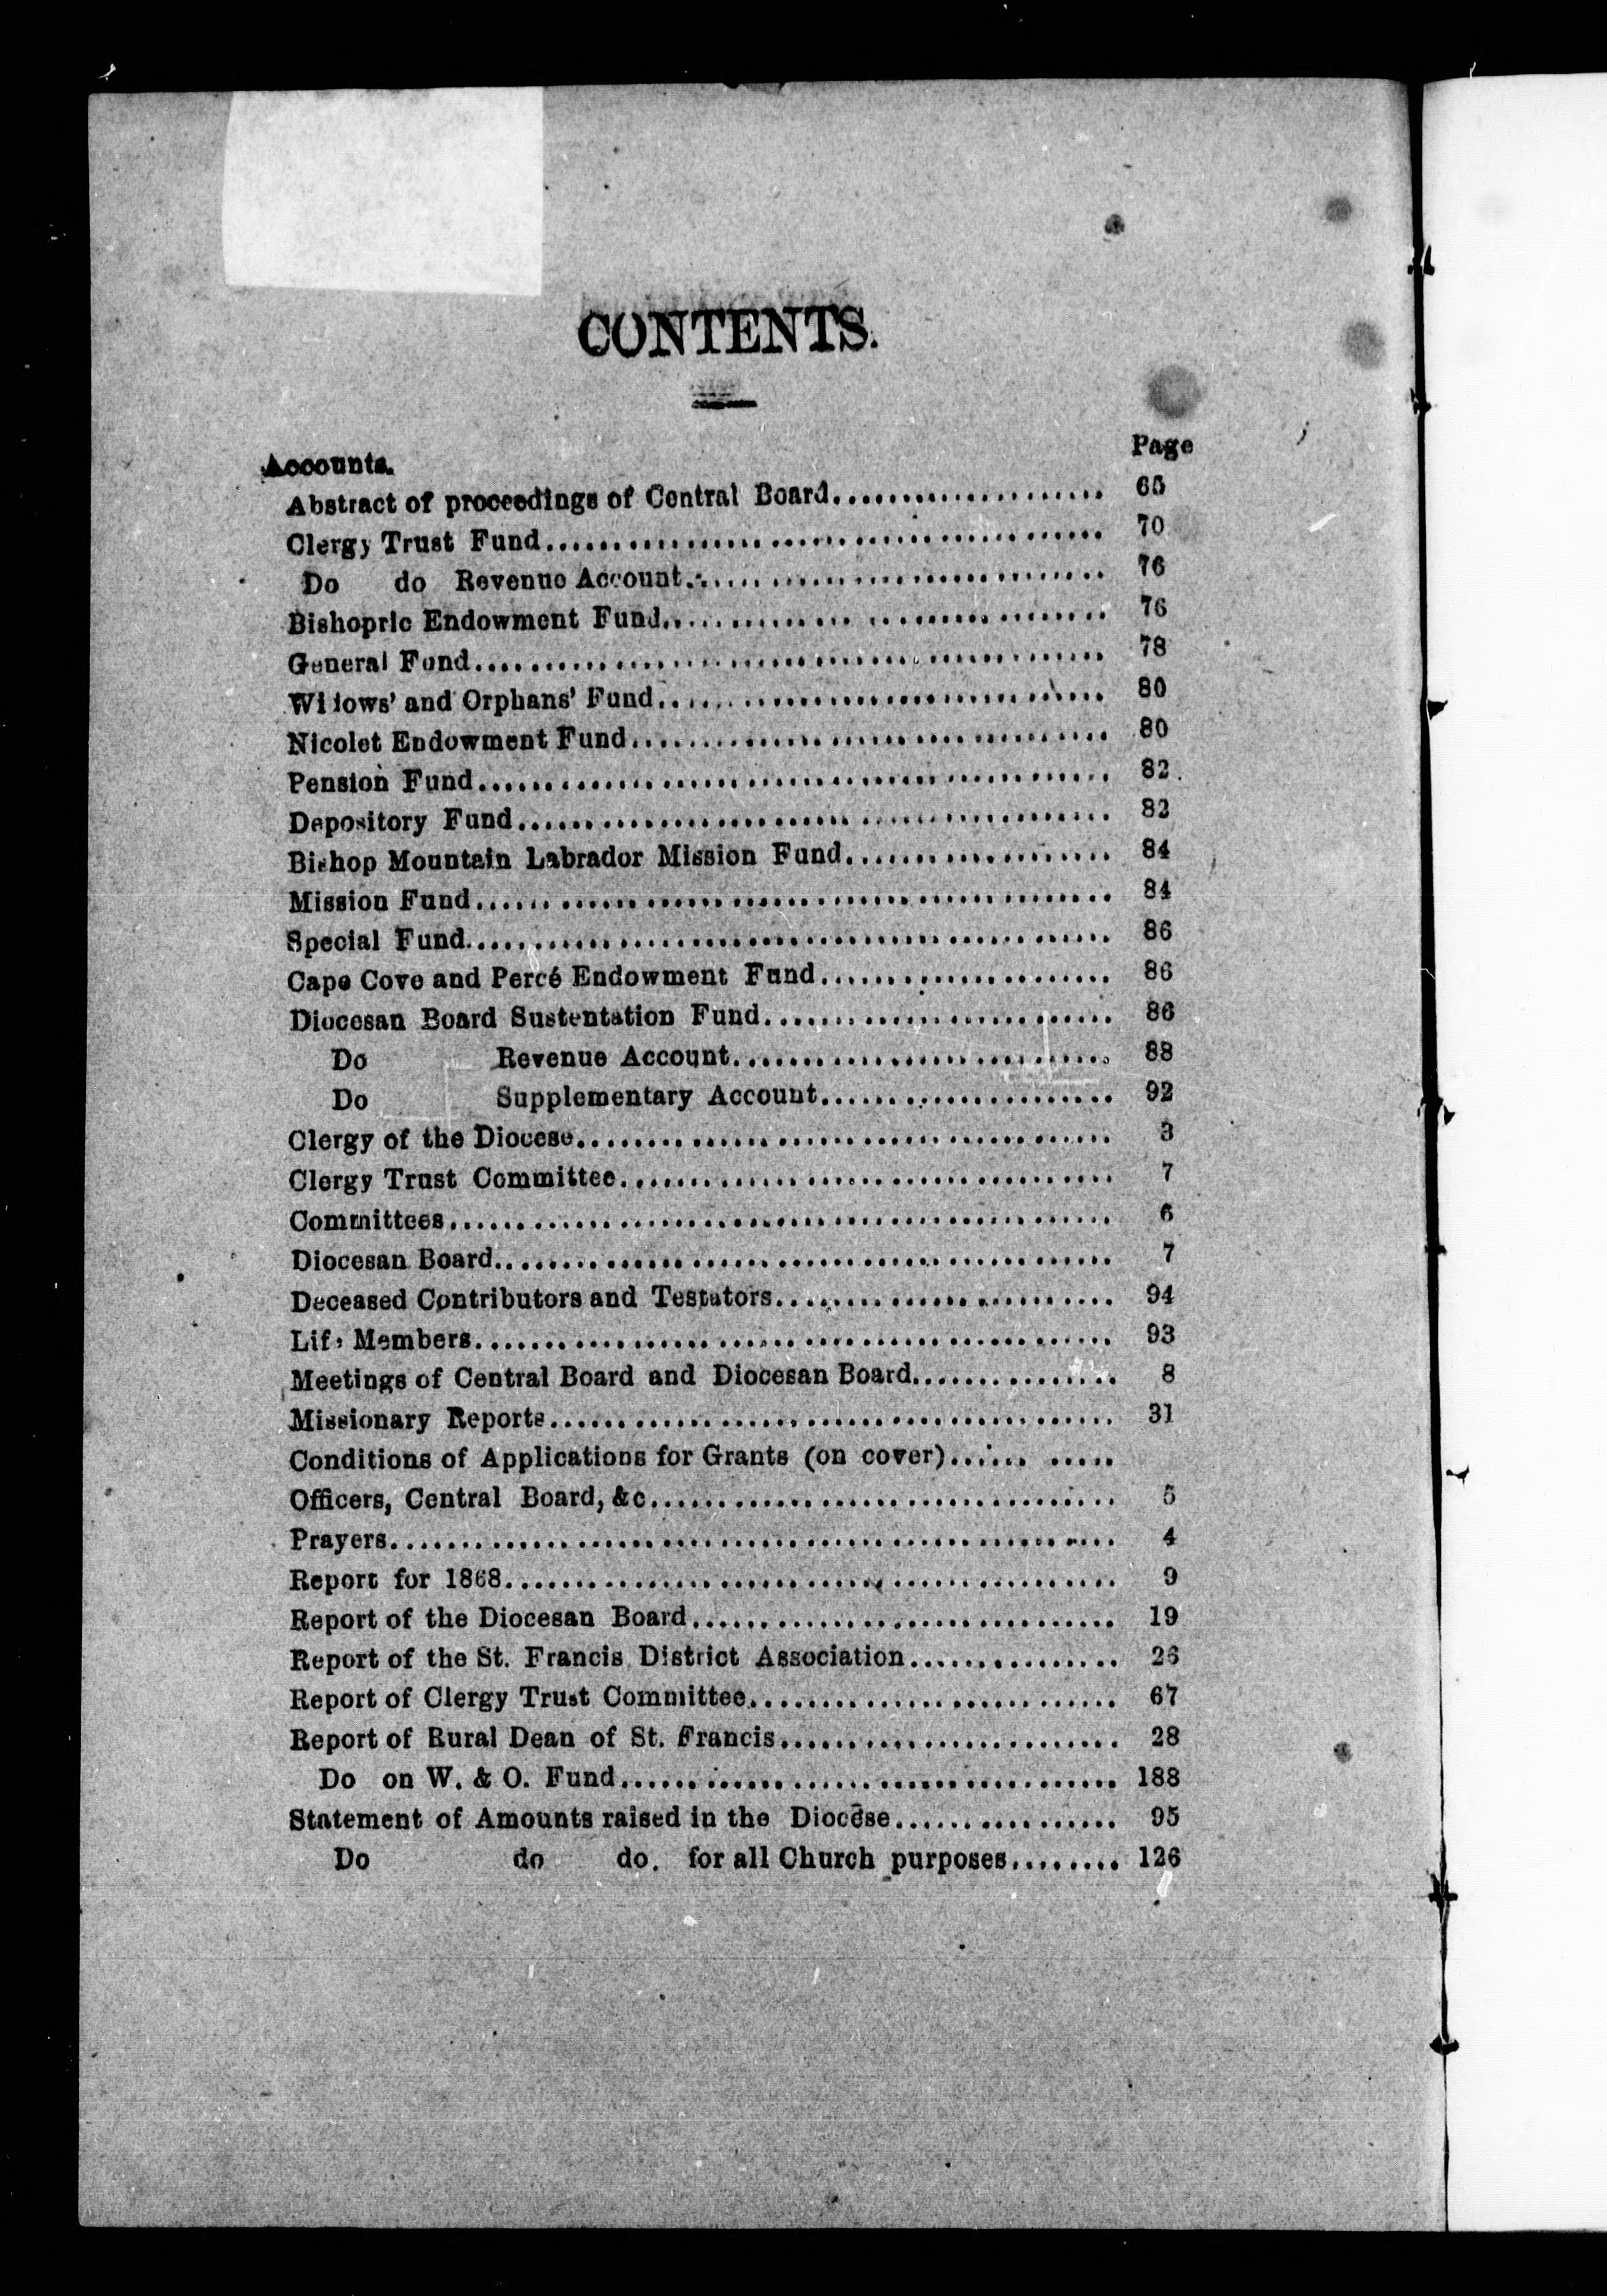 CONTENTS.
Page
Accounts.
Abstract of proceedings of Central Board.................... 65
Clergy Trust Fund........................................ 70
Do do Revenue Account.............................. 76
Bishopric Endowment Fund................................ 76
General Fund............................................. 78
Widows' and Orphans' Fund................................ 80
Nicolet Endowment Fund.................................. 80
Pension Fund............................................. 82
Depository Fund.......................................... 82
Bishop Mountain Labrador Mission Fund................... 84
Mission Fund............................................. 84
Special Fund.............................................. 86
Cape Cove and Percé Endowment Fund..................... 86
Diocesan Board Sustentation Fund......................... 86
Do Revenue Account........................... 88
Do Supplementary Account..................... 92
Clergy of the Diocese...................................... 3
Clergy Trust Committee................................... 7
Committees............................................... 6
Diocesan Board............................................ 7
Deceased Contributors and Testators........................ 94
Life Members.............................................. 93
Meetings of Central Board and Diocesan Board............... 8
Missionary Reports........................................ 31
Conditions of Applications for Grants (on cover)...... .....
Officers, Central Board, &c.................................. 5
Prayers.................................................... 4
Report for 1868............................................ 9
Report of the Diocesan Board............................... 19
Report of the St. Francis District Association............... 26
Report of Clergy Trust Committee........................... 67
Report of Rural Dean of St. Francis......................... 28
Do on W. & O. Fund.................................... 188
Statement of Amounts raised in the Diocese................ 95
Do do do. for all Church purposes........ 126